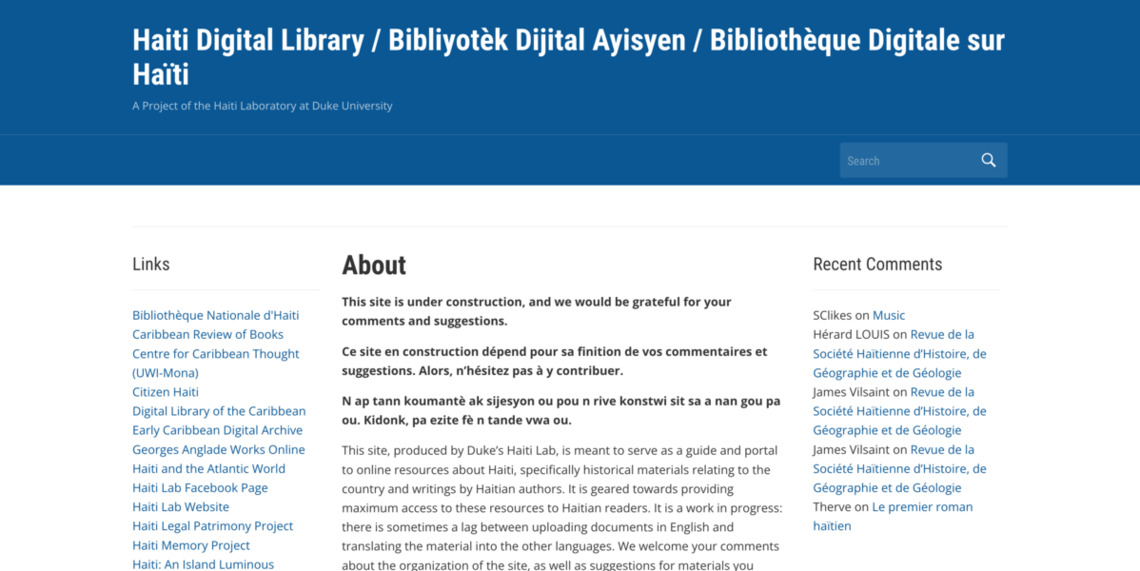 Haiti Digital Library / Bibliyotèk Dijital Ayisyen / Bibliothèque Digitale sur
Haïti
A Project of the Haiti Laboratory at Duke University
Search
Links
Bibliothèque Nationale d'Haiti
Caribbean Review of Books
Centre for Caribbean Thought
(UWI-Mona)
Citizen Haiti
Digital Library of the Caribbean
Early Caribbean Digital Archive
Georges Anglade Works Online
Haiti and the Atlantic World
Haiti Lab Facebook Page
Haiti Lab Website
Haiti Legal Patrimony Project
Haiti Memory Project
Haiti: An Island Luminous
About
This site is under construction, and we would be grateful for your
comments and suggestions.
Ce site en construction dépend pour sa finition de vos commentaires et
suggestions. Alors, n'hésitez pas à y contribuer.
N ap tann koumantè ak sijesyon ou pou n rive konstwi sit sa a nan gou pa
ou. Kidonk, pa ezite fè n tande vwa ou.
This site, produced by Duke's Haiti Lab, is meant to serve as a guide and portal
to online resources about Haiti, specifically historical materials relating to the
country and writings by Haitian authors. It is geared towards providing
maximum access to these resources to Haitian readers. It is a work in progress:
there is sometimes a lag between uploading documents in English and
translating the material into the other languages. We welcome your comments
about the organization of the site, as well as suggestions for materials you
Recent Comments
SClikes on Music
Hérard LOUIS on Revue de la
Société Haïtienne d'Histoire, de
Géographie et de Géologie
James Vilsaint on Revue de la
Société Haïtienne d'Histoire, de
Géographie et de Géologie
James Vilsaint on Revue de la
Société Haïtienne d'Histoire, de
Géographie et de Géologie
Therve on Le premier roman
haïtien